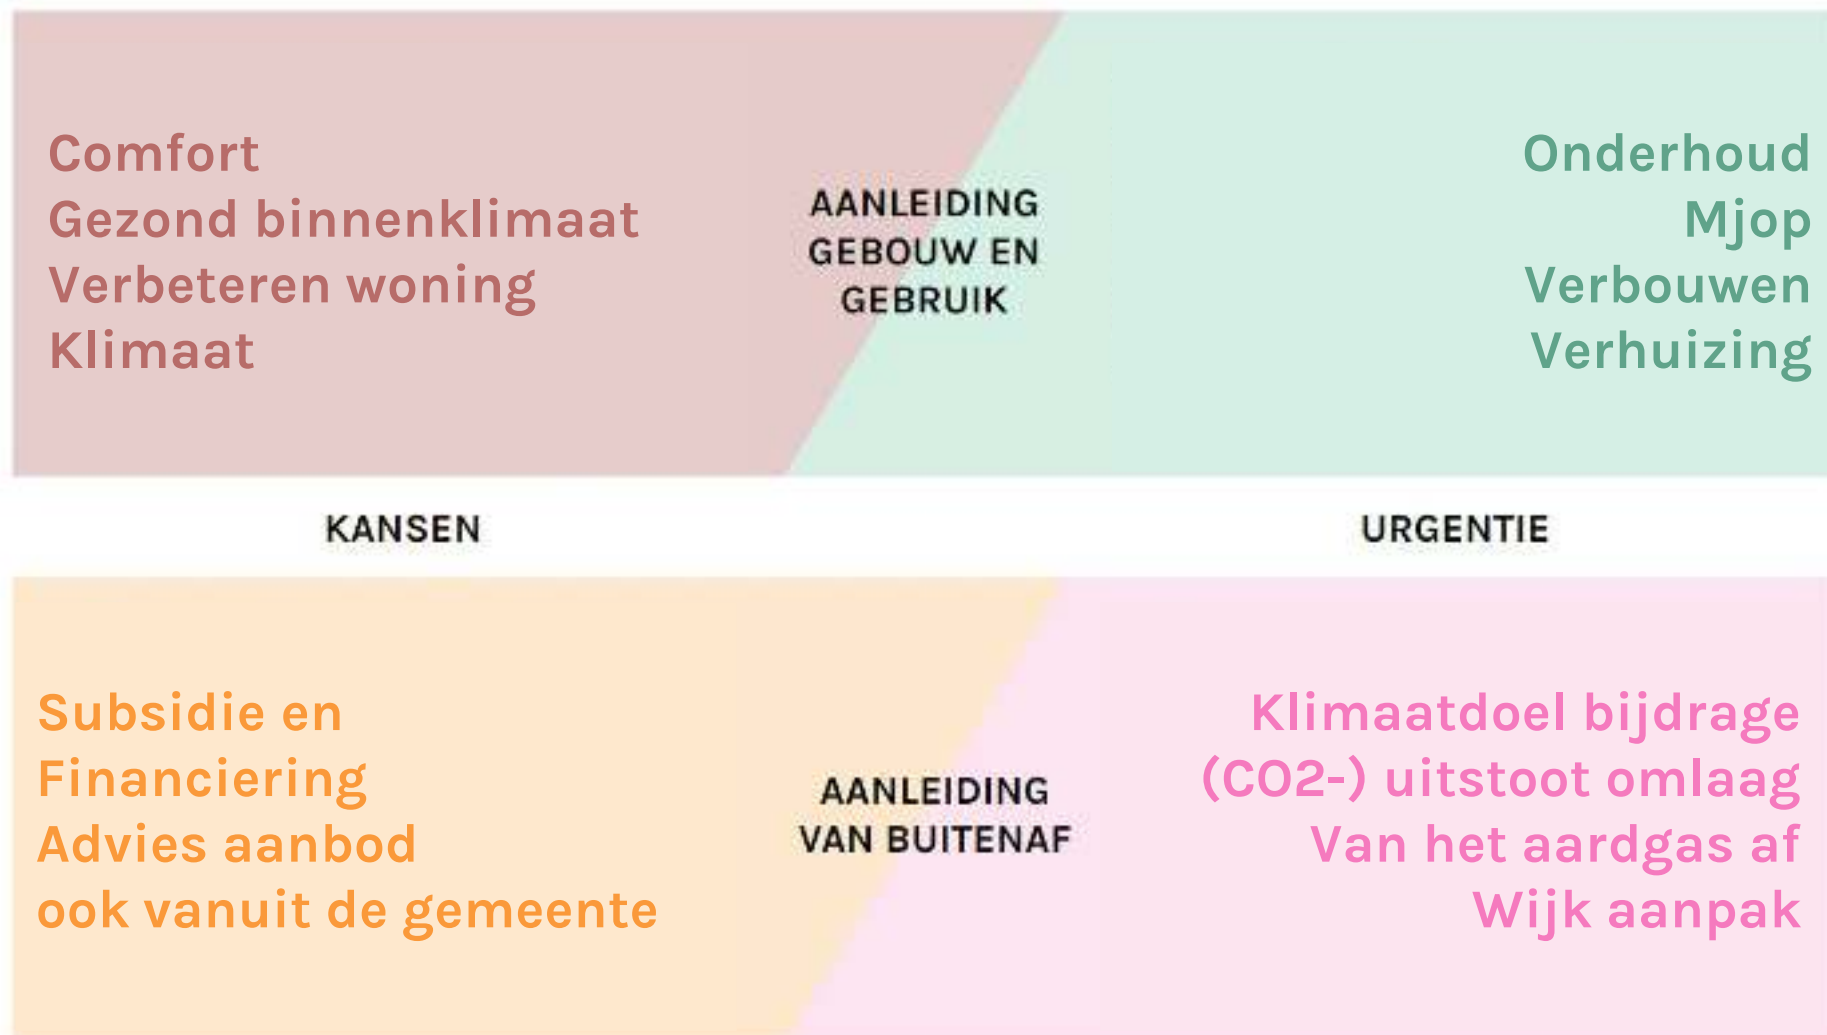 Comfort
Gezond binnenklimaat
Verbeteren woning
Klimaat
AANLEIDING
GEBOUW EN
GEBRUIK
Onderhoud
Mjop
Verbouwen
Verhuizing
KANSEN
URGENTIE
Subsidie en
Financiering
Advies aanbod
ook vanuit de gemeente
AANLEIDING
VAN BUITENAF
Klimaatdoel bijdrage
(CO2-) uitstoot omlaag
Van het aardgas af
Wijk aanpak